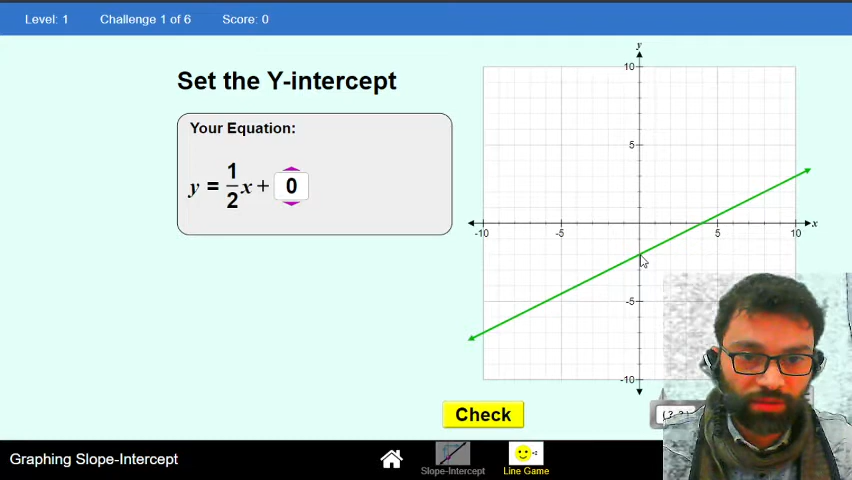 Level: 1 Challenge 1 of 6 Score: 0
Set the Y-intercept
Your Equation:
y = 1/2 x + 0
y
10
5
-10 -5 5 10 x
-5
-10
Check
(?,?)
Graphing Slope-Intercept
Slope-Intercept
Line Game